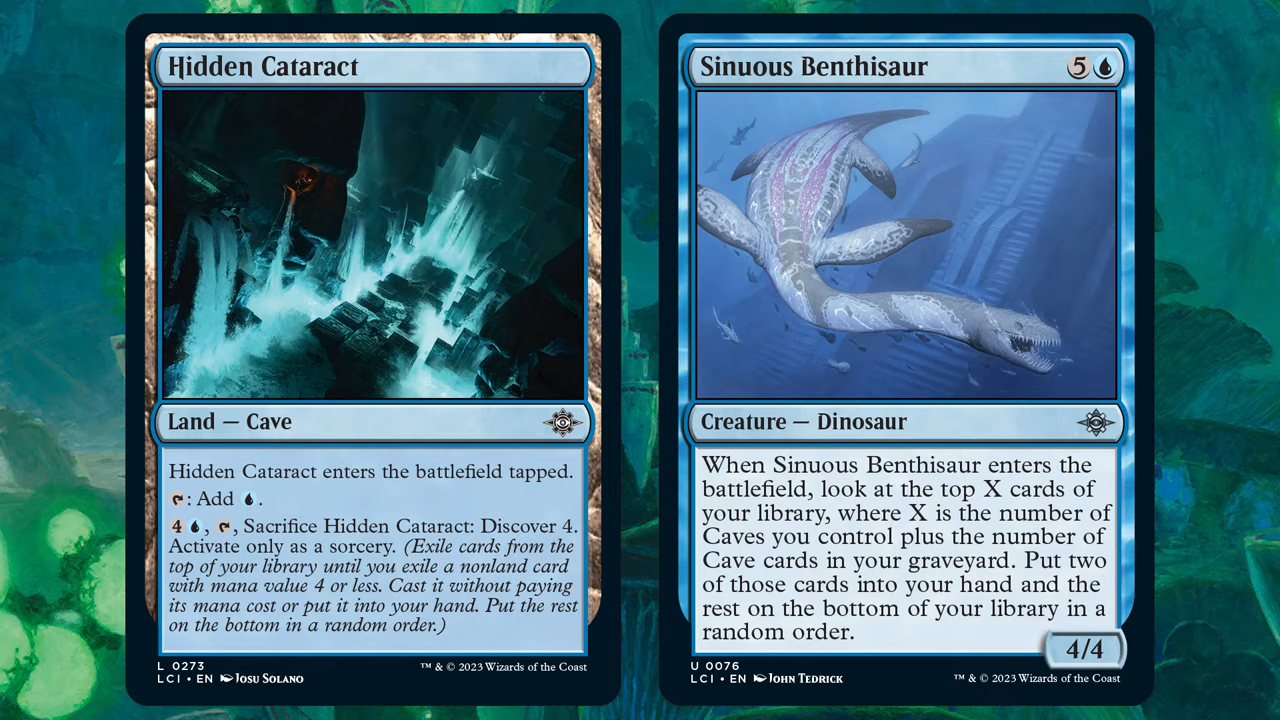 Hidden Cataract
Land — Cave
Hidden Cataract enters the battlefield tapped.
: Add .
4 , , Sacrifice Hidden Cataract: Discover 4.
Activate only as a sorcery. (Exile cards from the
top of your library until you exile a nonland card
with mana value 4 or less. Cast it without paying
its mana cost or put it into your hand. Put the rest
on the bottom in a random order.)
L 0273
LCI • EN Josu Solano
™ & © 2023 Wizards of the Coast
Sinuous Benthisaur
5
Creature — Dinosaur
When Sinuous Benthisaur enters the
battlefield, look at the top X cards of
your library, where X is the number of
Caves you control plus the number of
Cave cards in your graveyard. Put two
of those cards into your hand and the
rest on the bottom of your library in a
random order.
4/4
U 0076
LCI • EN John Tedrick
™ & © 2023 Wizards of the Coast